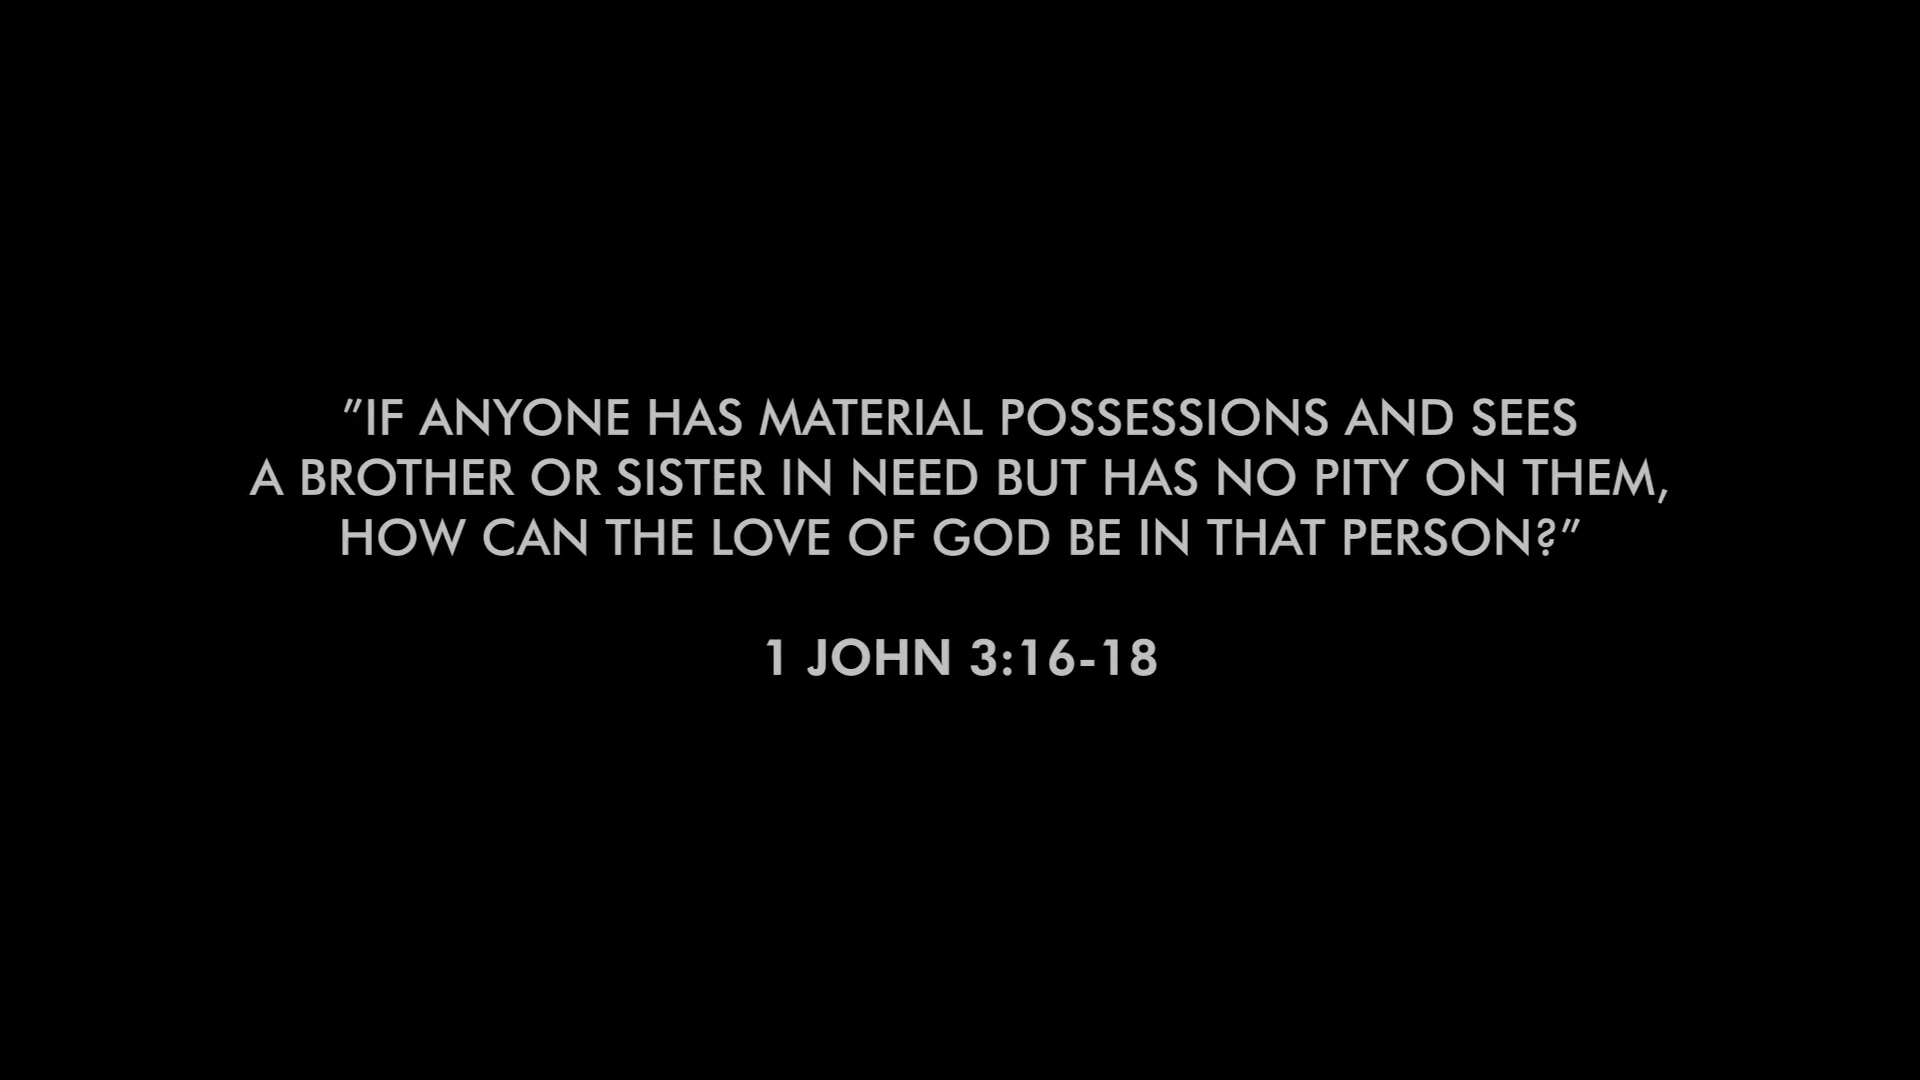 ”IF ANYONE HAS MATERIAL POSSESSIONS AND SEES
A BROTHER OR SISTER IN NEED BUT HAS NO PITY ON THEM,
HOW CAN THE LOVE OF GOD BE IN THAT PERSON?”
1 JOHN 3:16-18